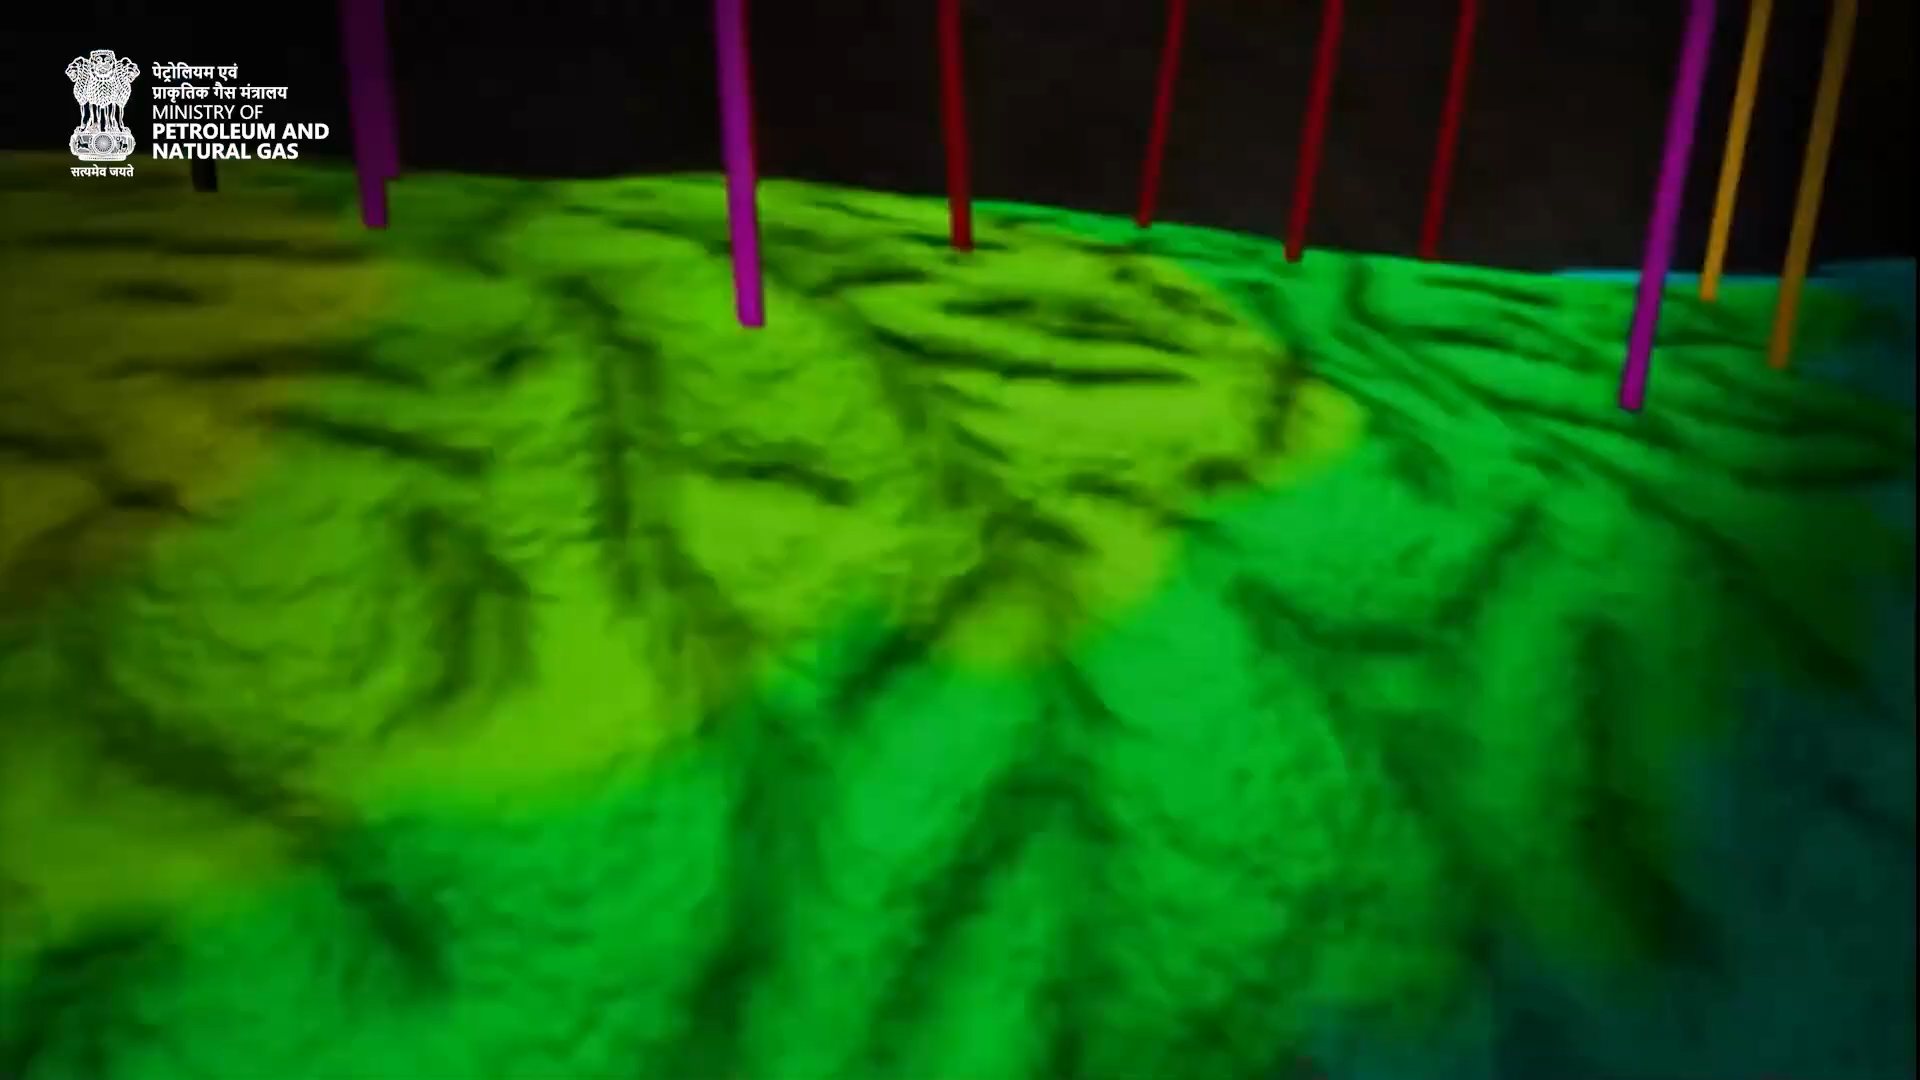 पेट्रोलियम एवं
प्राकृतिक गैस मंत्रालय
MINISTRY OF
PETROLEUM AND
NATURAL GAS
सत्यमेव जयते